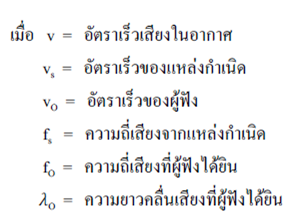 เมื่อ v = อัตราเร็วเสียงในอากาศ
vₛ = อัตราเร็วของแหล่งกำเนิด
v₀ = อัตราเร็วของผู้ฟัง
fₛ = ความถี่เสียงจากแหล่งกำเนิด
f₀ = ความถี่เสียงที่ผู้ฟังได้ยิน
λ₀ = ความยาวคลื่นเสียงที่ผู้ฟังได้ยิน